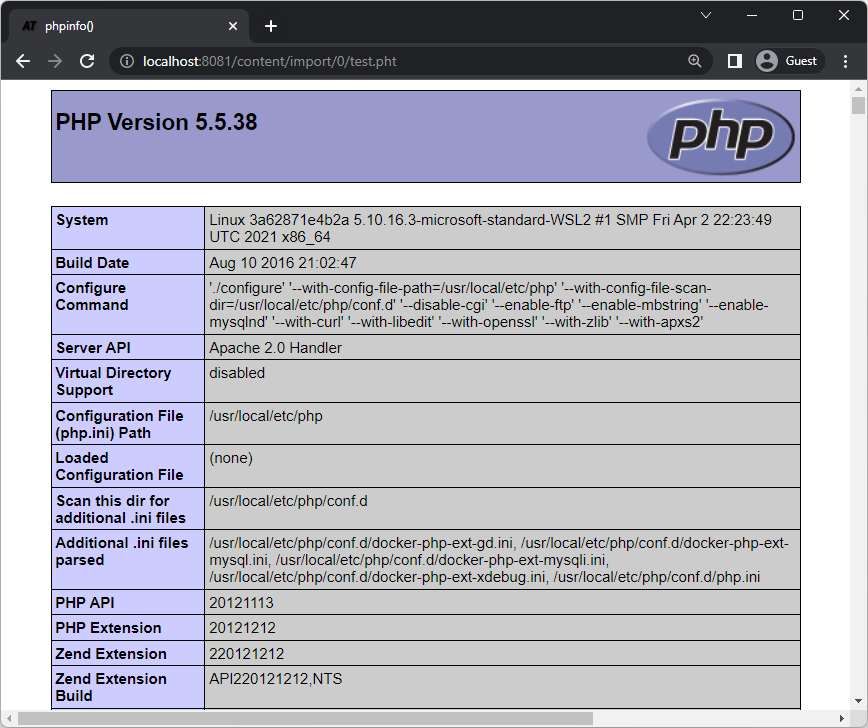 AT phpinfo()
localhost:8081/content/import/0/test.pht
Guest
PHP Version 5.5.38
php
System
Linux 3a62871e4b2a 5.10.16.3-microsoft-standard-WSL2 #1 SMP Fri Apr 2 22:23:49
UTC 2021 x86_64
Build Date
Aug 10 2016 21:02:47
Configure
Command
'./configure' '--with-config-file-path=/usr/local/etc/php' '--with-config-file-scan-
dir=/usr/local/etc/php/conf.d' '--disable-cgi' '--enable-ftp' '--enable-mbstring' '--enable-
mysqlnd' '--with-curl' '--with-libedit' '--with-openssl' '--with-zlib' '--with-apxs2'
Server API
Apache 2.0 Handler
Virtual Directory
Support
disabled
Configuration File
(php.ini) Path
/usr/local/etc/php
Loaded
Configuration File
(none)
Scan this dir for
additional .ini files
/usr/local/etc/php/conf.d
Additional .ini files
parsed
/usr/local/etc/php/conf.d/docker-php-ext-gd.ini, /usr/local/etc/php/conf.d/docker-php-ext-
mysql.ini, /usr/local/etc/php/conf.d/docker-php-ext-mysqli.ini,
/usr/local/etc/php/conf.d/docker-php-ext-xdebug.ini, /usr/local/etc/php/conf.d/php.ini
PHP API
20121113
PHP Extension
20121212
Zend Extension
220121212
Zend Extension
Build
API220121212,NTS